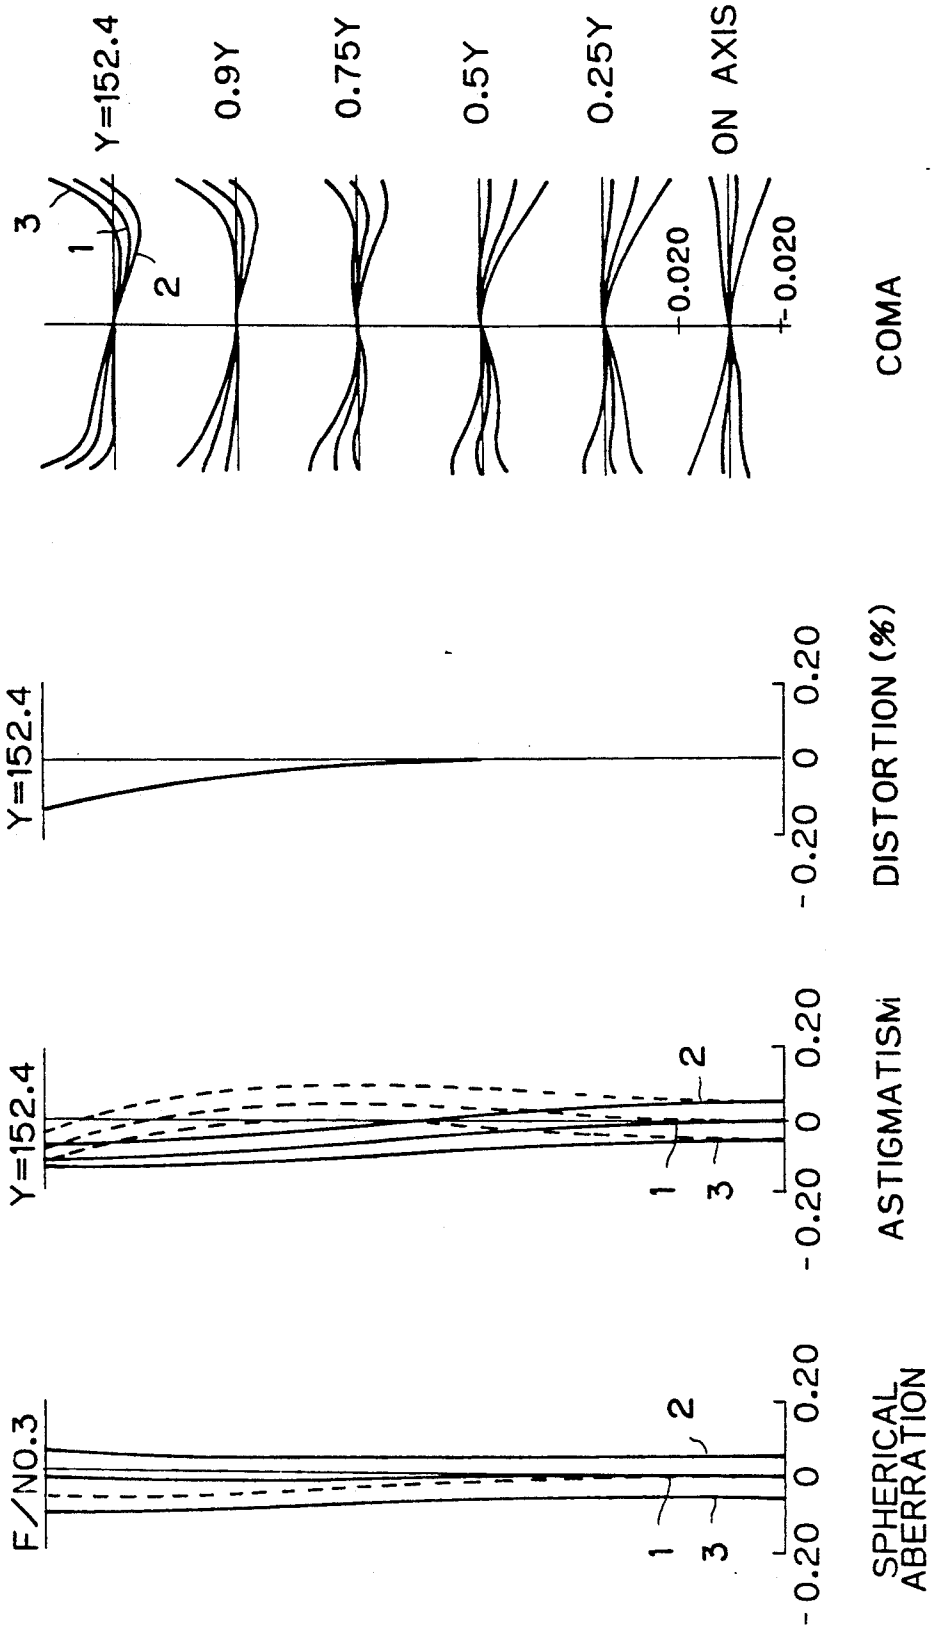 F/NO.3
2
1
3
-0.20
0
0.20
SPHERICAL
ABERRATION
Y=152.4
2
1
3
-0.20
0
0.20
ASTIGMATISM
Y=152.4
-0.20
0
0.20
DISTORTION (%)
3
1
2
Y=152.4
0.9Y
0.75Y
0.5Y
0.25Y
-0.020
ON AXIS
-0.020
COMA